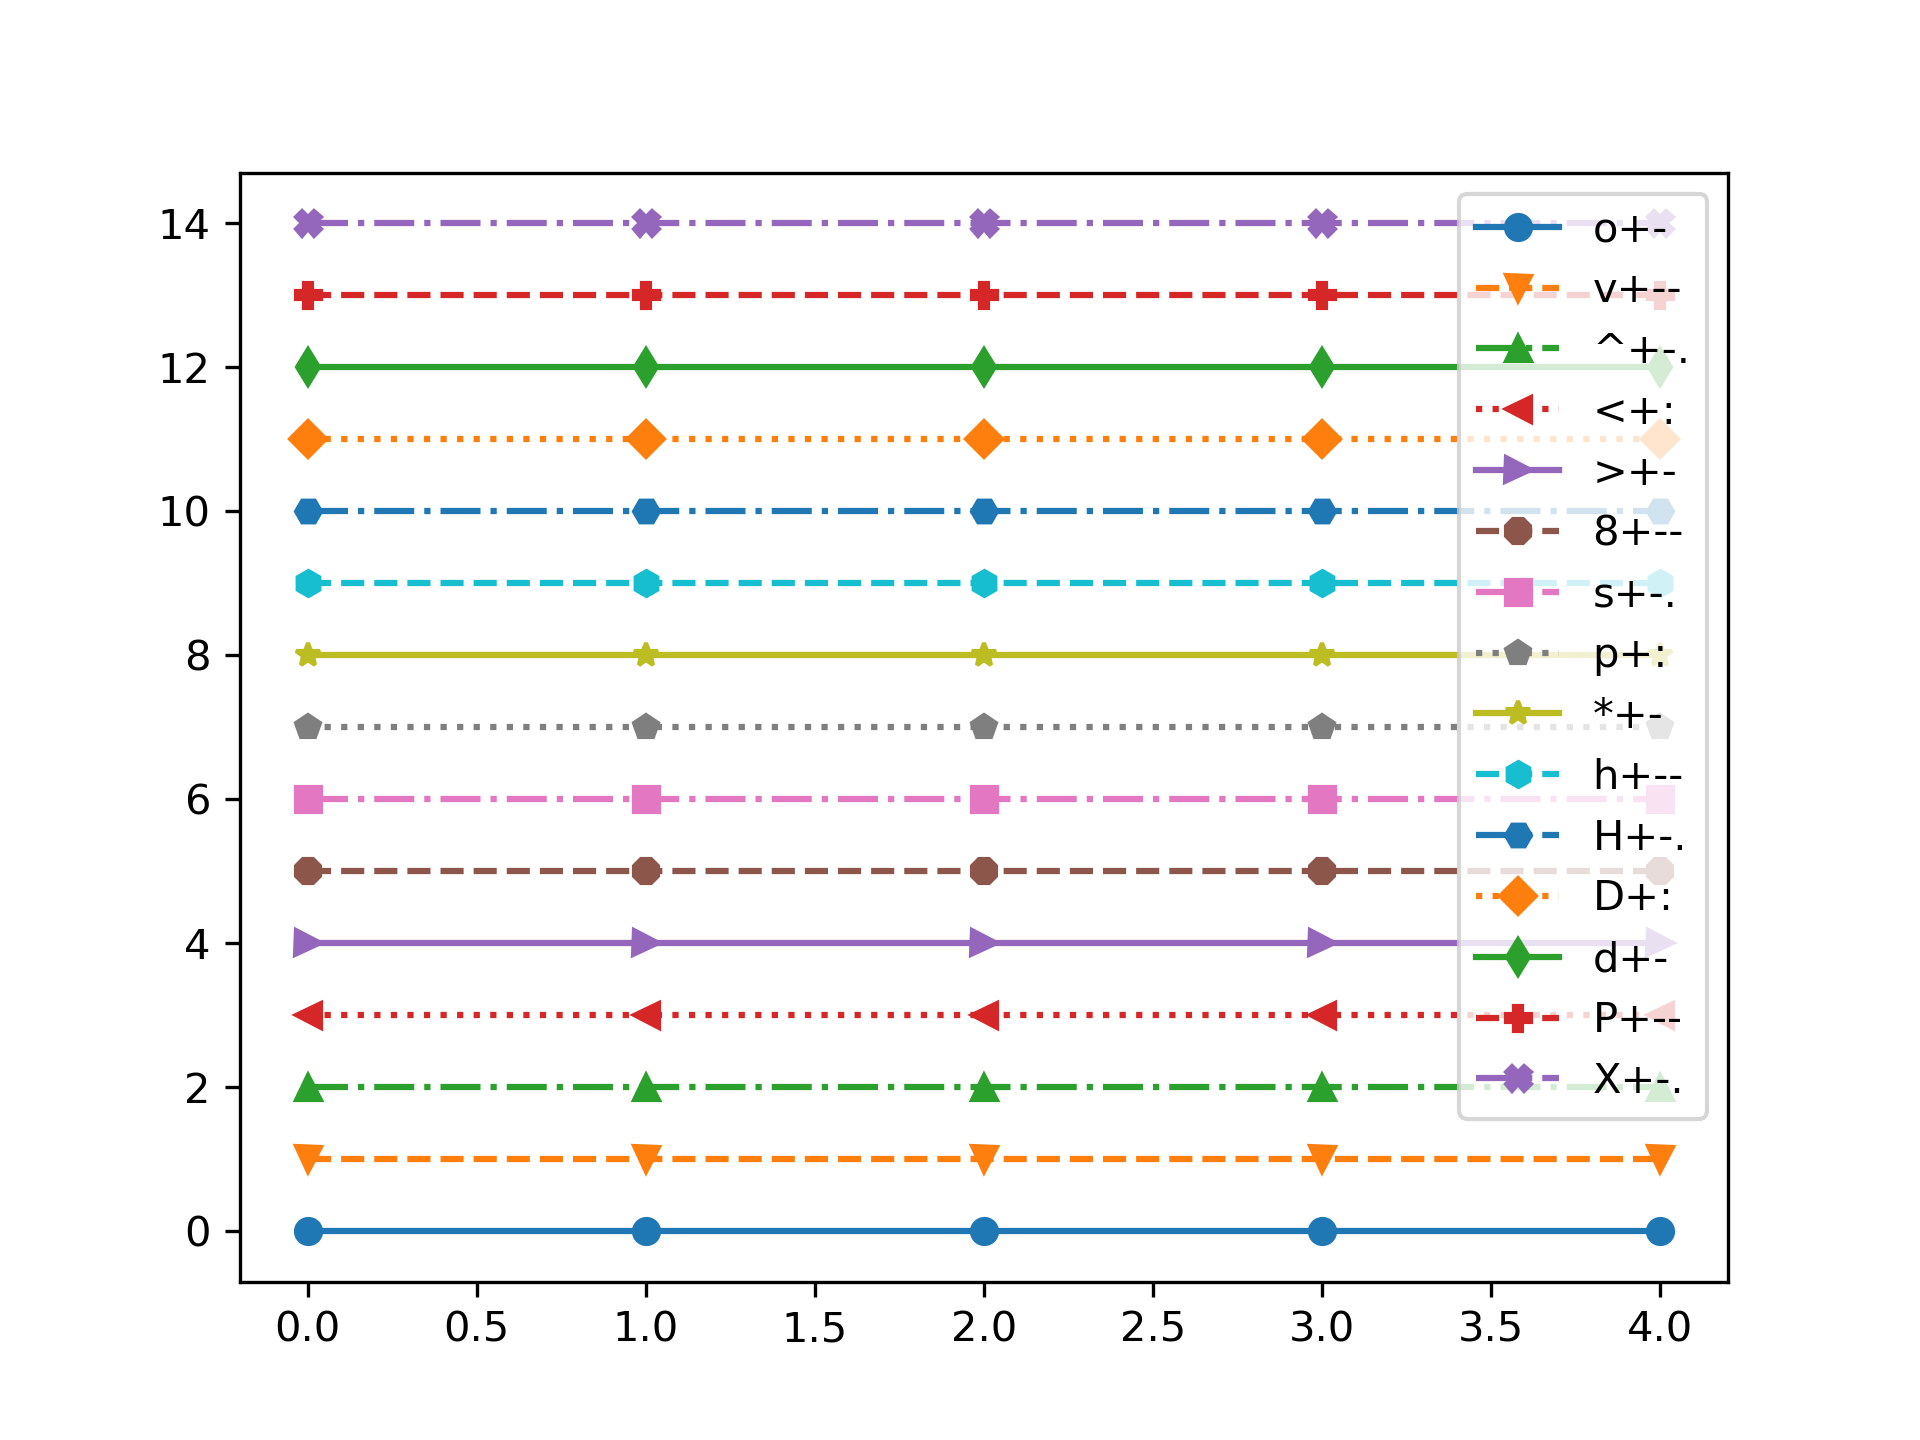 14
12
10
8
6
4
2
0
0.0 0.5 1.0 1.5 2.0 2.5 3.0 3.5 4.0
o+-
v+--
^+-.
<+:
>+-
8+--
s+-.
p+:
*+-
h+--
H+-.
D+:
d+-
P+--
X+-.